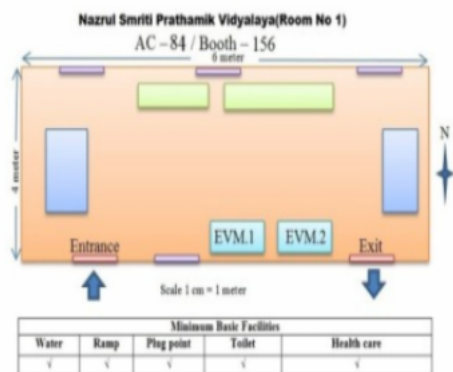 Nazrul Smriti Prathamik Vidyalaya(Room No 1)
AC – 84 / Booth – 156
6 meter
4 meter
N
EVM.1 EVM.2
Entrance Exit
Scale 1 cm = 1 meter
Minimum Basic Facilities
Water Ramp Plug point Toilet Health care
√ √ √ √ √